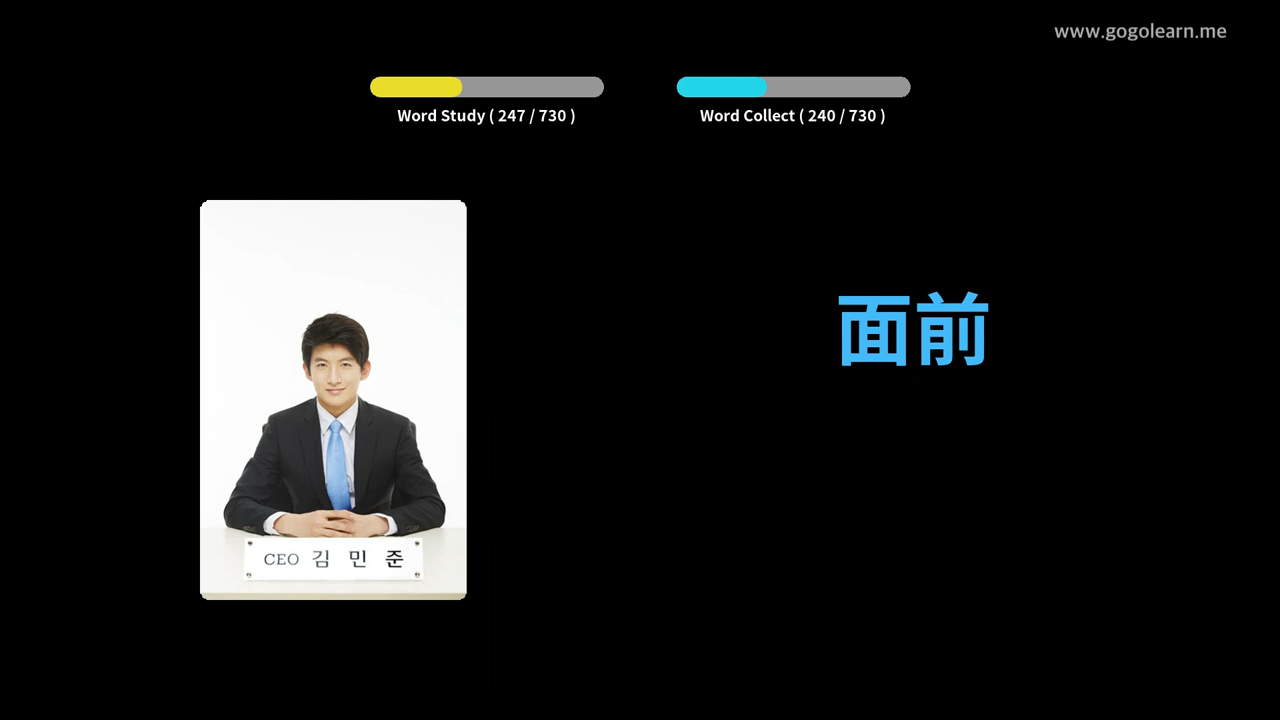 www.gogolearn.me
Word Study ( 247 / 730 )
Word Collect ( 240 / 730 )
面前
CEO 김 민 준